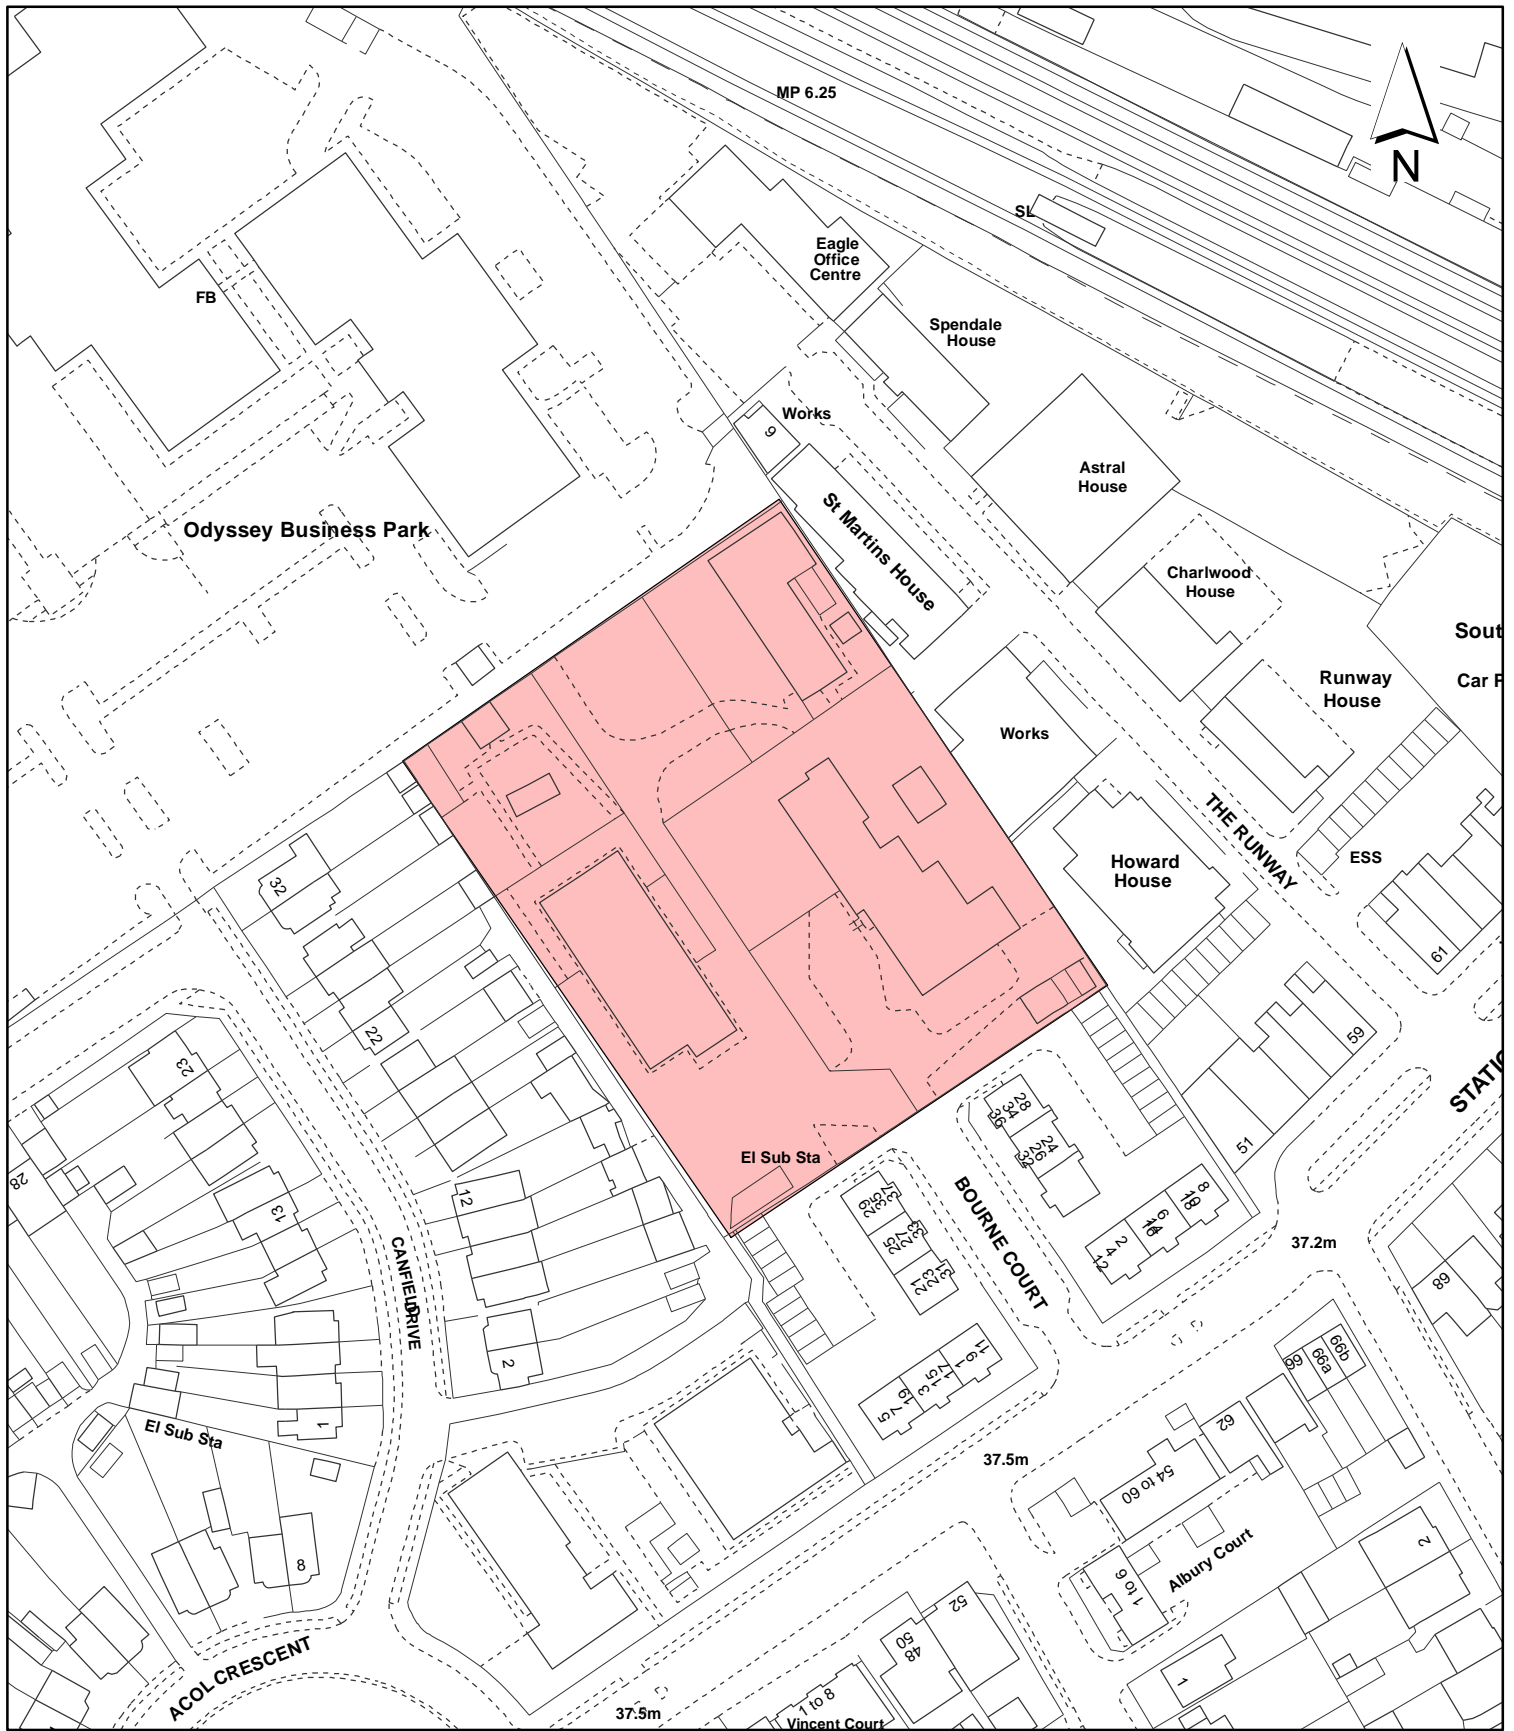 MP 6.25
N
SL
Eagle
Office
Centre
FB
Spendale
House
Works
9
Astral
House
St Martins House
Odyssey Business Park
Charlwood
House
Sout
Car P
Runway
House
Works
THE RUNWAY
ESS
Howard
House
32
61
22
59
23
STATIO
28
34
36
24
26
32
51
El Sub Sta
28
12
13
BOURNE COURT
8
18
6
14
16
2
4
12
37.2m
CANFIELD DRIVE
68
2
66b
66a
66
1
El Sub Sta
62
37.5m
54 to 60
8
Albury Court
2
1 to 6
52
48
50
ACOL CRESCENT
1
1 to 8
37.5m
Vincent Court